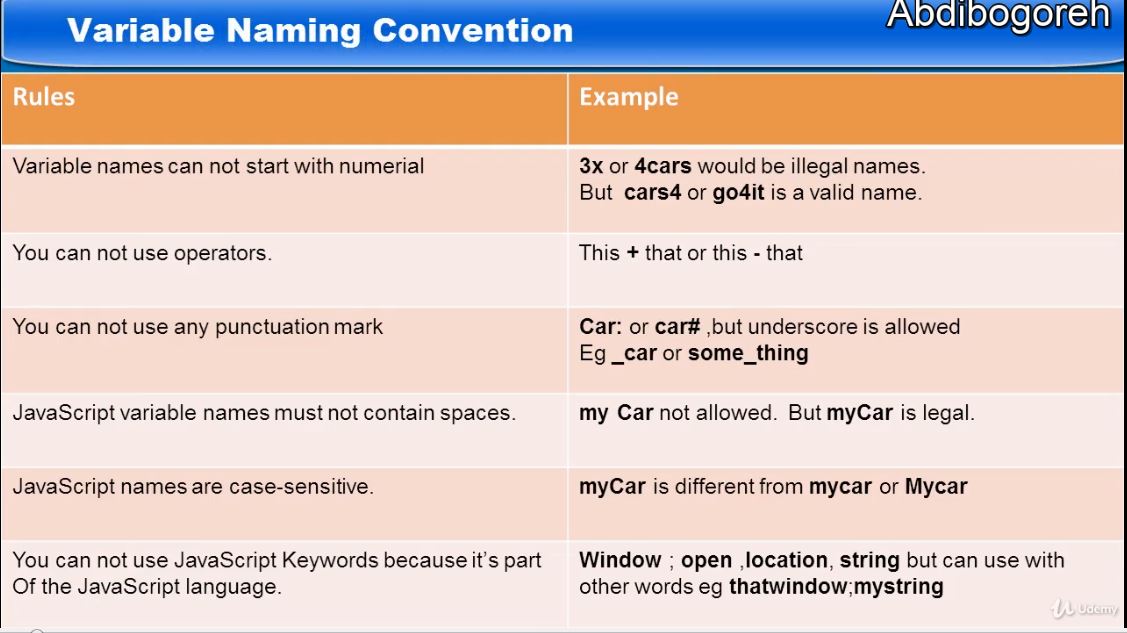 Variable Naming Convention
Abdibogoreh
Rules
Example
Variable names can not start with numerial
3x or 4cars would be illegal names.
But cars4 or go4it is a valid name.
You can not use operators.
This + that or this - that
You can not use any punctuation mark
Car: or car# ,but underscore is allowed
Eg _car or some_thing
JavaScript variable names must not contain spaces.
my Car not allowed. But myCar is legal.
JavaScript names are case-sensitive.
myCar is different from mycar or Mycar
You can not use JavaScript Keywords because it's part
Of the JavaScript language.
Window ; open ,location, string but can use with
other words eg thatwindow;mystring
Udemy